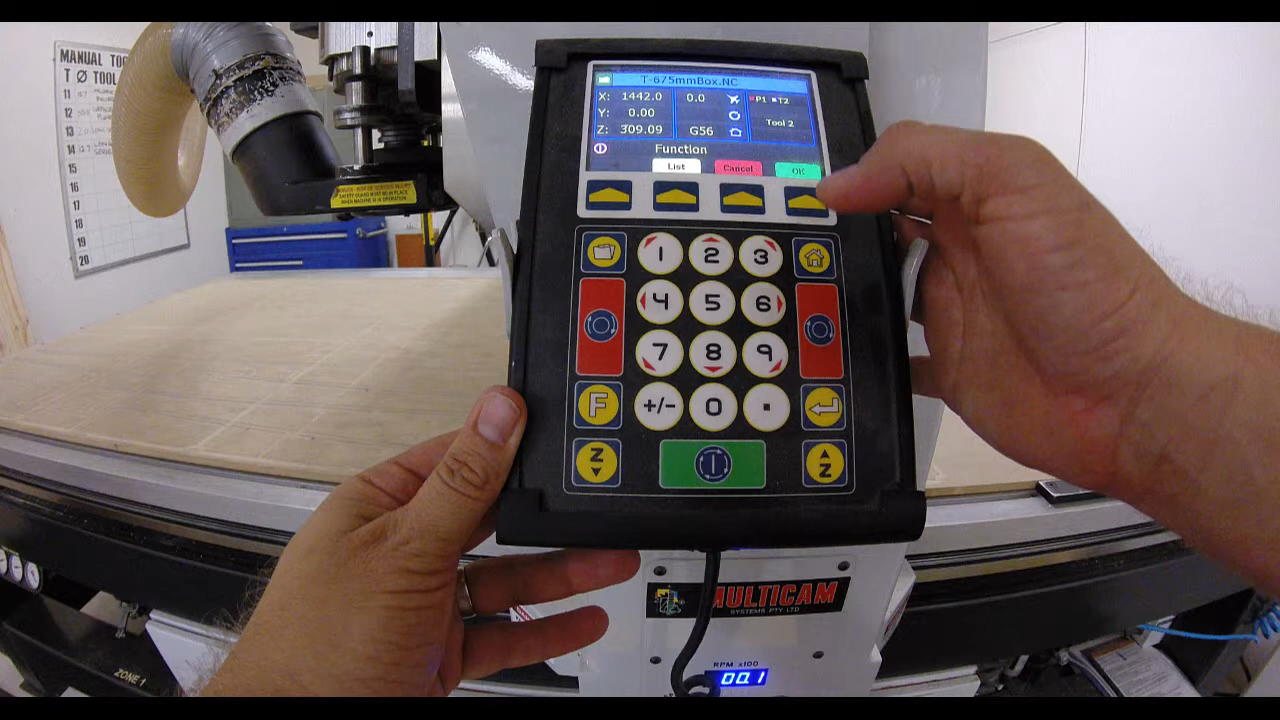 MANUAL TOO
T Ø TOOL
11
12
13
14
15
16
17
18
19
20
T-675mmBox.NC
X: 1442.0
0.0
P1 T2
Y: 0.00
Tool 2
Z: 309.09
G56
Function
List
Cancel
OK
1
2
3
4
5
6
7
8
9
F
+/-
0
.
Z
Z
MULTICAM
SYSTEMS PTY LTD
RPM x100
00.1
ZONE 1